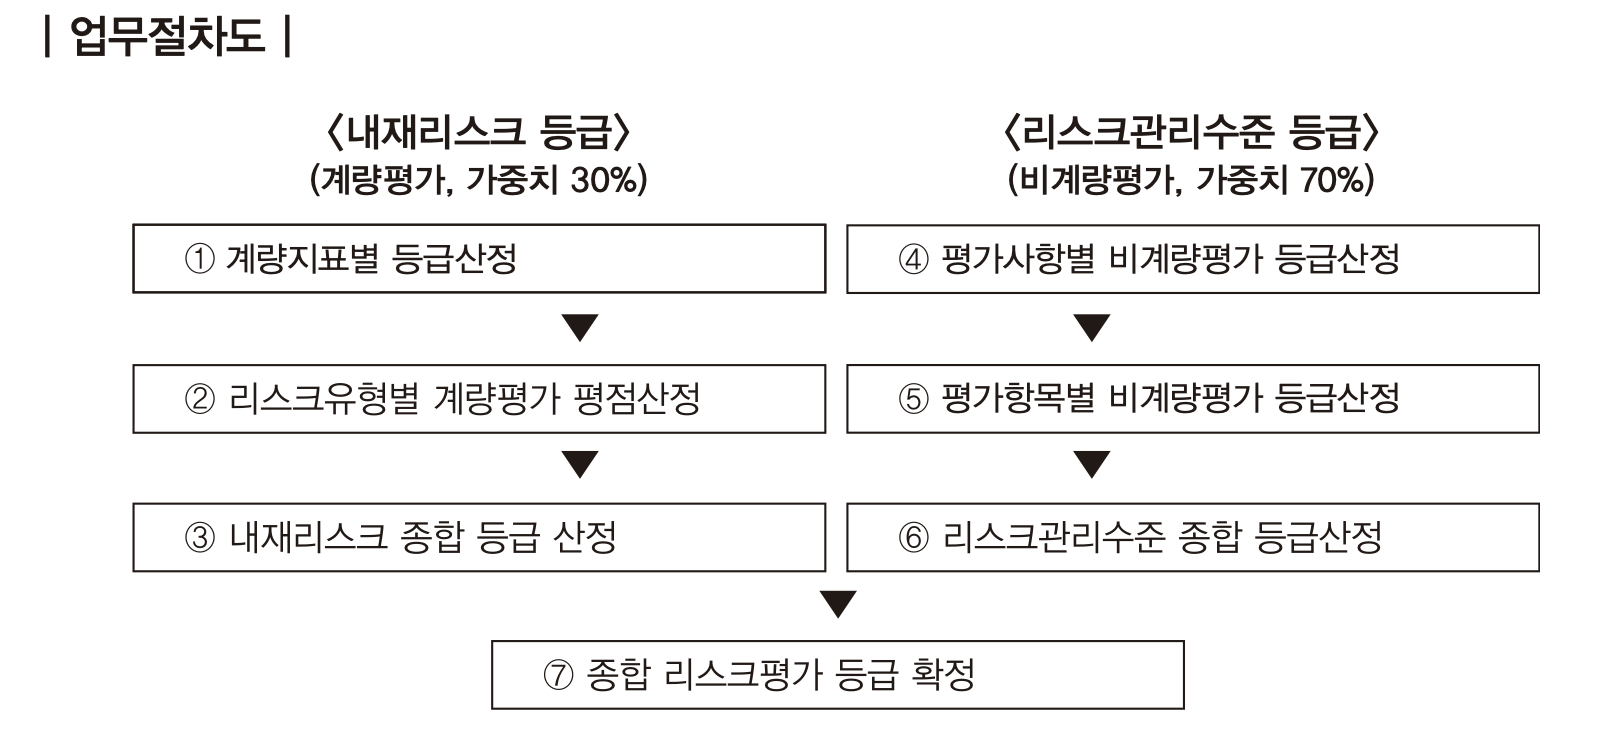 | 업무절차도 |
〈내재리스크 등급〉
(계량평가, 가중치 30%)
① 계량지표별 등급산정
② 리스크유형별 계량평가 평점산정
③ 내재리스크 종합 등급 산정
〈리스크관리수준 등급〉
(비계량평가, 가중치 70%)
④ 평가사항별 비계량평가 등급산정
⑤ 평가항목별 비계량평가 등급산정
⑥ 리스크관리수준 종합 등급산정
⑦ 종합 리스크평가 등급 확정